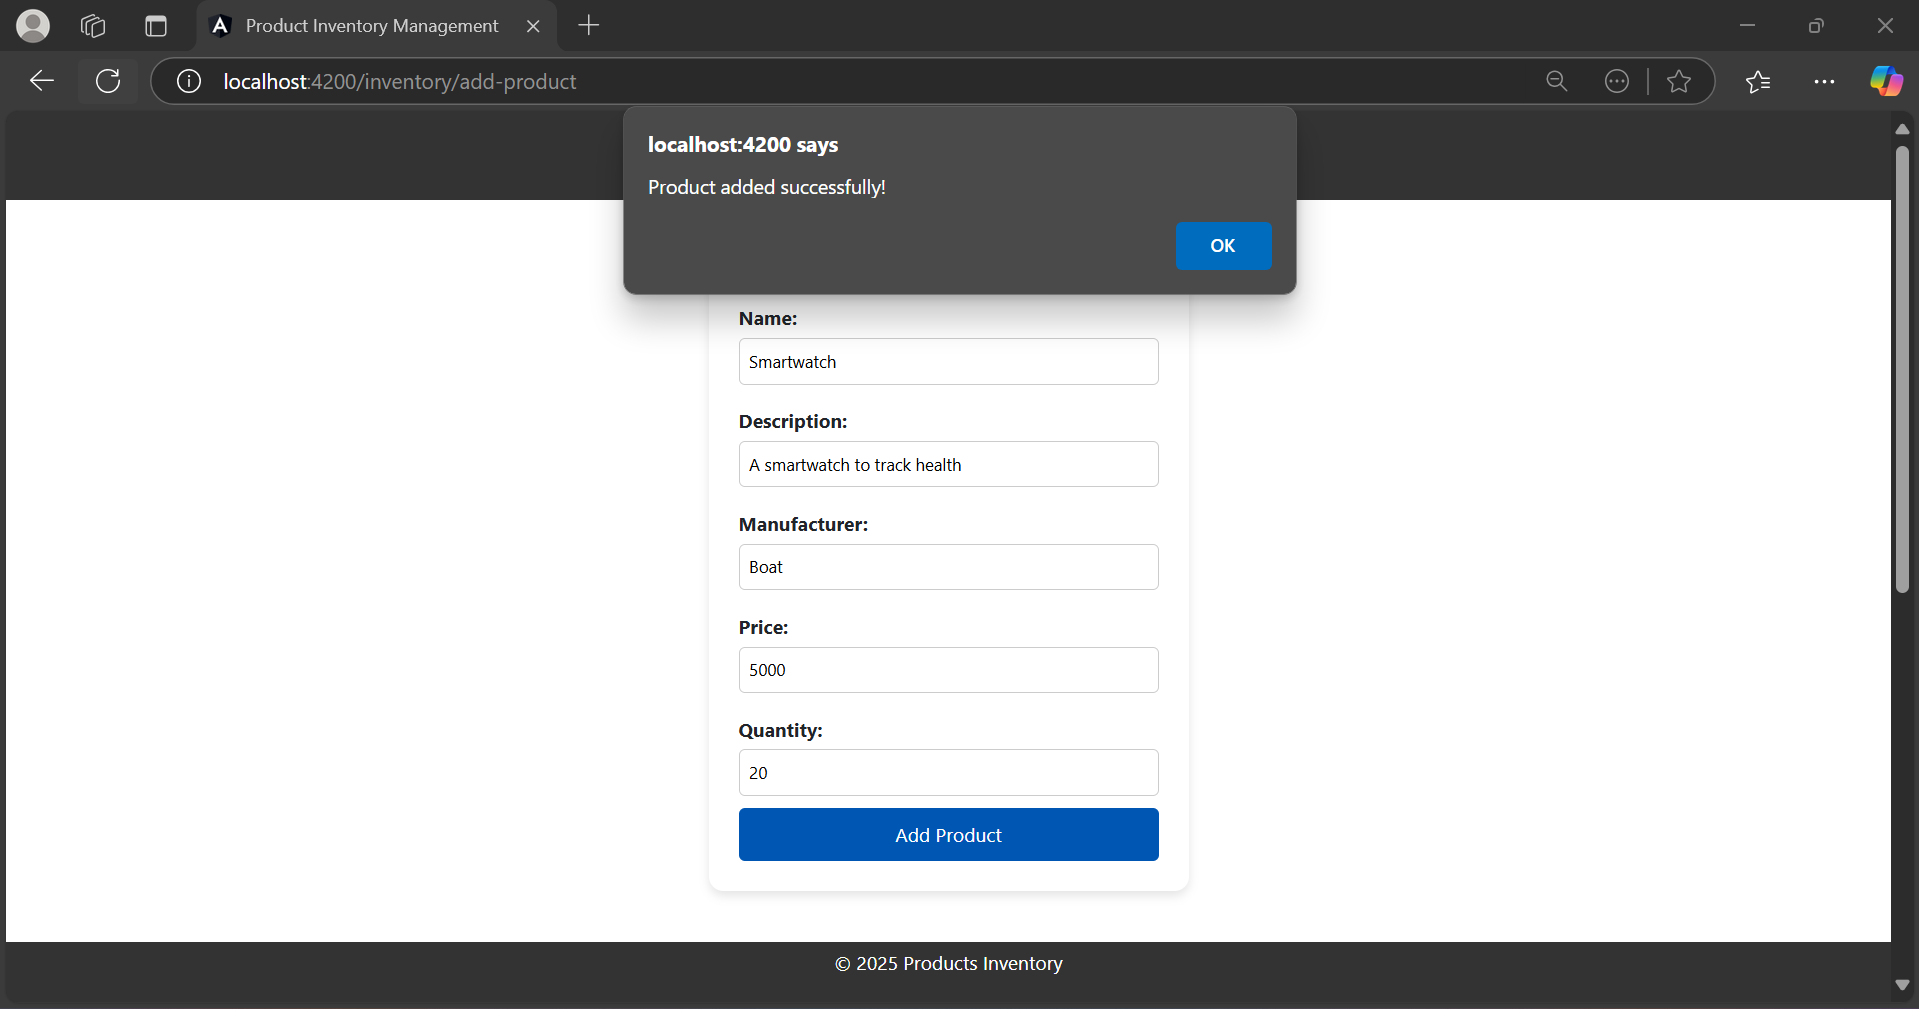 Product Inventory Management
localhost:4200/inventory/add-product
localhost:4200 says
Product added successfully!
OK
Name:
Smartwatch
Description:
A smartwatch to track health
Manufacturer:
Boat
Price:
5000
Quantity:
20
Add Product
© 2025 Products Inventory